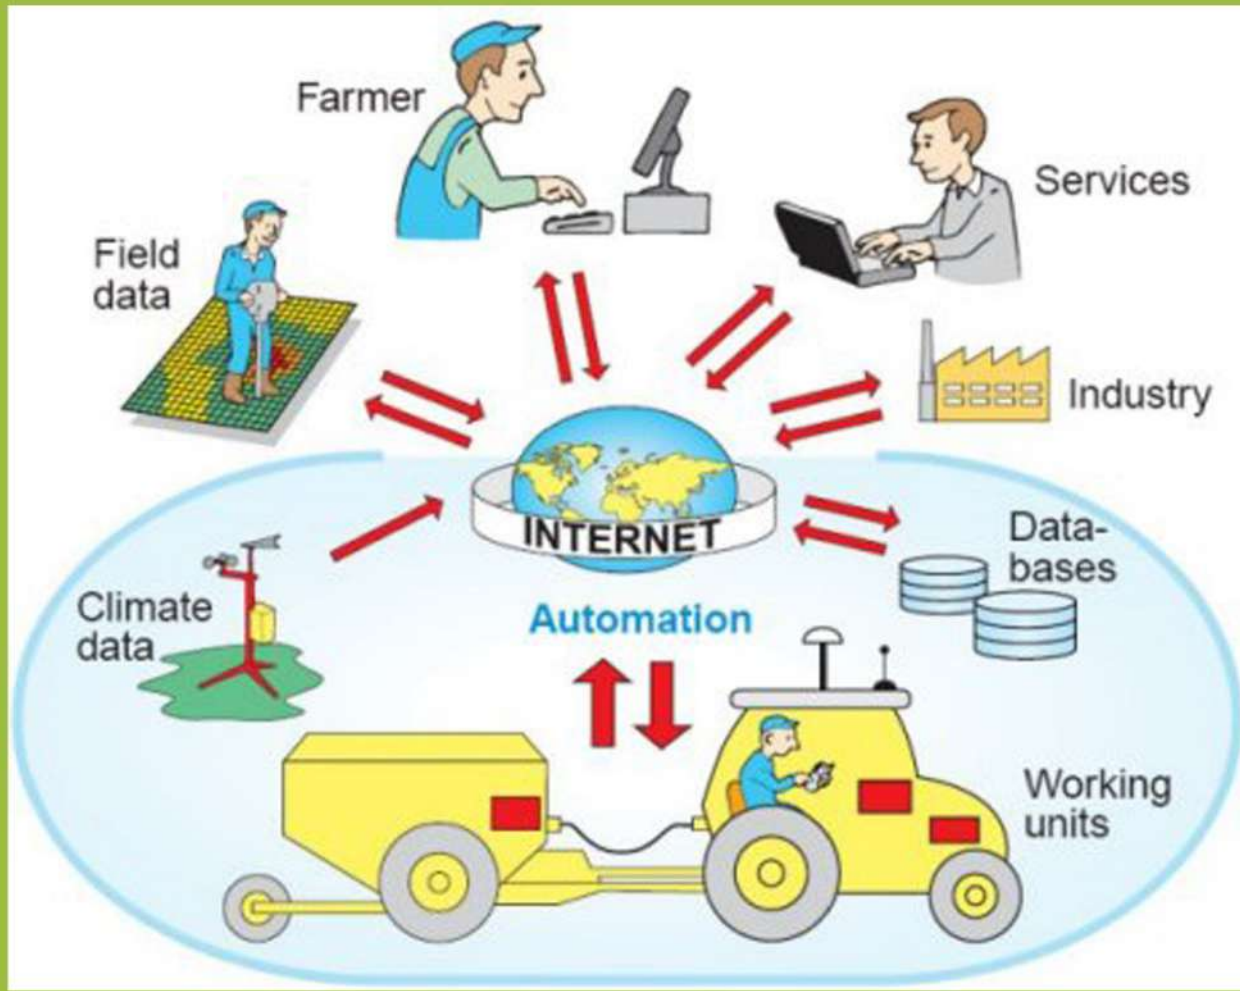 Farmer
Services
Field
data
Industry
INTERNET
Data-
bases
Climate
data
Automation
Working
units